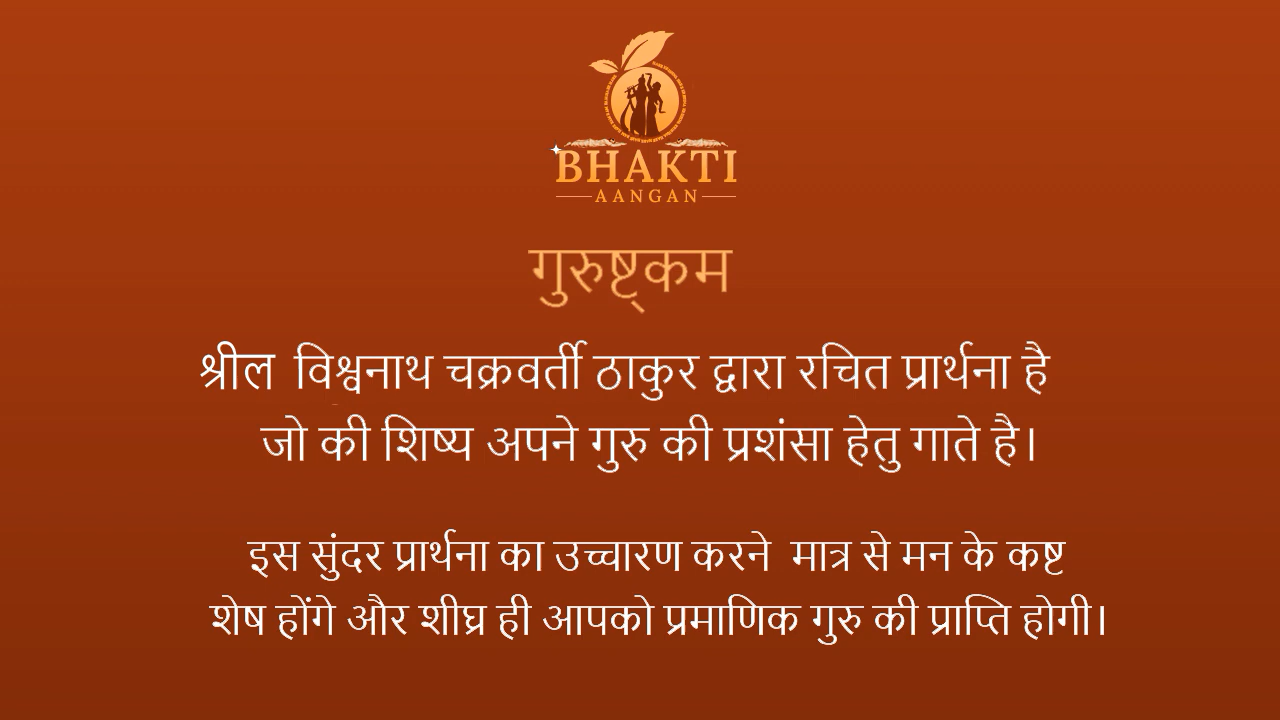 BHAKTI
AANGAN
गुरुष्ट्कम
श्रील विश्वनाथ चक्रवर्ती ठाकुर द्वारा रचित प्रार्थना है
जो की शिष्य अपने गुरु की प्रशंसा हेतु गाते है।
इस सुंदर प्रार्थना का उच्चारण करने मात्र से मन के कष्ट
शेष होंगे और शीघ्र ही आपको प्रमाणिक गुरु की प्राप्ति होगी।